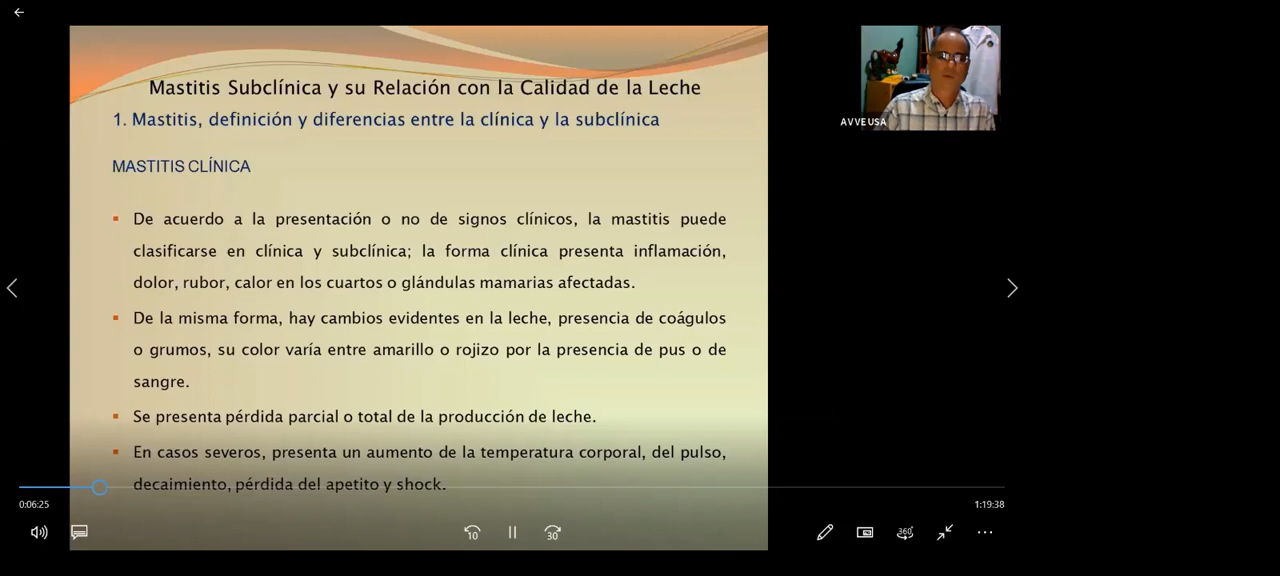 Mastitis Subclínica y su Relación con la Calidad de la Leche
1. Mastitis, definición y diferencias entre la clínica y la subclínica
MASTITIS CLÍNICA
De acuerdo a la presentación o no de signos clínicos, la mastitis puede
clasificarse en clínica y subclínica; la forma clínica presenta inflamación,
dolor, rubor, calor en los cuartos o glándulas mamarias afectadas.
De la misma forma, hay cambios evidentes en la leche, presencia de coágulos
o grumos, su color varía entre amarillo o rojizo por la presencia de pus o de
sangre.
Se presenta pérdida parcial o total de la producción de leche.
En casos severos, presenta un aumento de la temperatura corporal, del pulso,
decaimiento, pérdida del apetito y shock.
AVVEUSA
0:06:25
1:19:38
10
30
360°